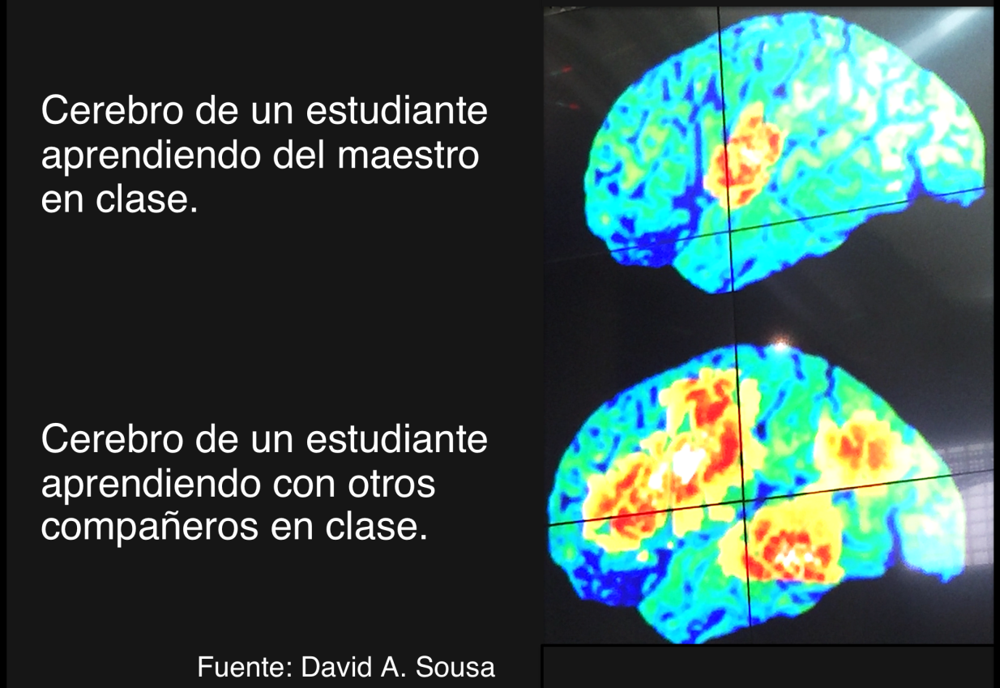 Cerebro de un estudiante
aprendiendo del maestro
en clase.
Cerebro de un estudiante
aprendiendo con otros
compañeros en clase.
Fuente: David A. Sousa